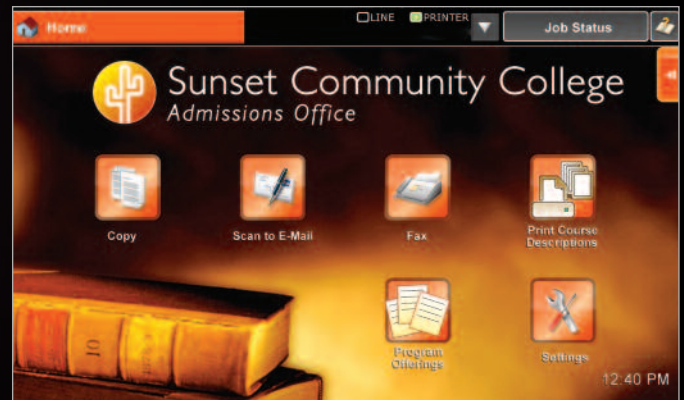 Home
LINE PRINTER
Job Status
Sunset Community College
Admissions Office
Copy
Scan to E-Mail
Fax
Print Course
Descriptions
Program
Offerings
Settings
10
12:40 PM